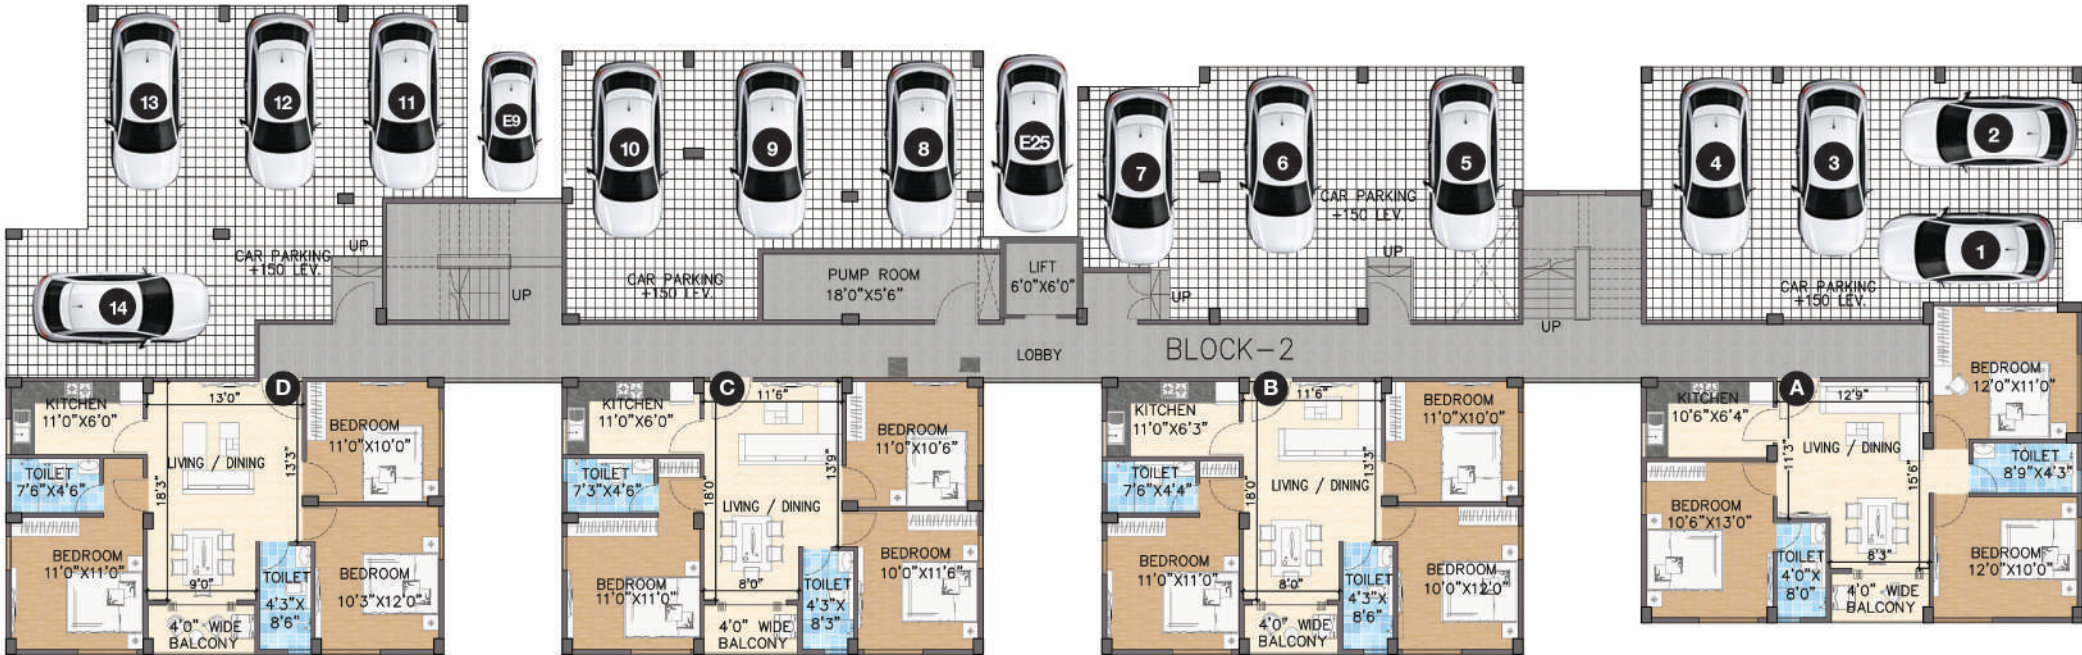 13
12
11
E9
10
9
8
E25
7
6
5
4
3
2
1
14
CAR PARKING
+150 LEV.
UP
UP
CAR PARKING
+150 LEV.
PUMP ROOM
18'0"X5'6"
LIFT
6'0"X6'0"
UP
CAR PARKING
+150 LEV.
UP
UP
CAR PARKING
+150 LEV.
LOBBY
BLOCK-2
D
KITCHEN
11'0"X6'0"
13'0"
BEDROOM
11'0"X10'0"
LIVING / DINING
13'3"
18'3"
TOILET
7'6"X4'6"
BEDROOM
11'0"X11'0"
9'0"
TOILET
4'3"X
8'6"
BEDROOM
10'3"X12'0"
4'0" WIDE
BALCONY
C
KITCHEN
11'0"X6'0"
11'6"
BEDROOM
11'0"X10'6"
13'9"
18'0"
TOILET
7'3"X4'6"
LIVING / DINING
BEDROOM
11'0"X11'0"
8'0"
TOILET
4'3"X
8'3"
BEDROOM
10'0"X11'6"
4'0" WIDE
BALCONY
B
KITCHEN
11'0"X6'3"
11'6"
BEDROOM
11'0"X10'0"
13'3"
18'0"
TOILET
7'6"X4'4"
LIVING / DINING
BEDROOM
11'0"X11'0"
8'0"
TOILET
4'3"X
8'6"
BEDROOM
10'0"X12'0"
4'0" WIDE
BALCONY
A
KITCHEN
10'6"X6'4"
12'9"
BEDROOM
12'0"X11'0"
LIVING / DINING
11'3"
15'6"
TOILET
8'9"X4'3"
BEDROOM
10'6"X13'0"
8'3"
TOILET
4'0"X
8'0"
BEDROOM
12'0"X10'0"
4'0" WIDE
BALCONY